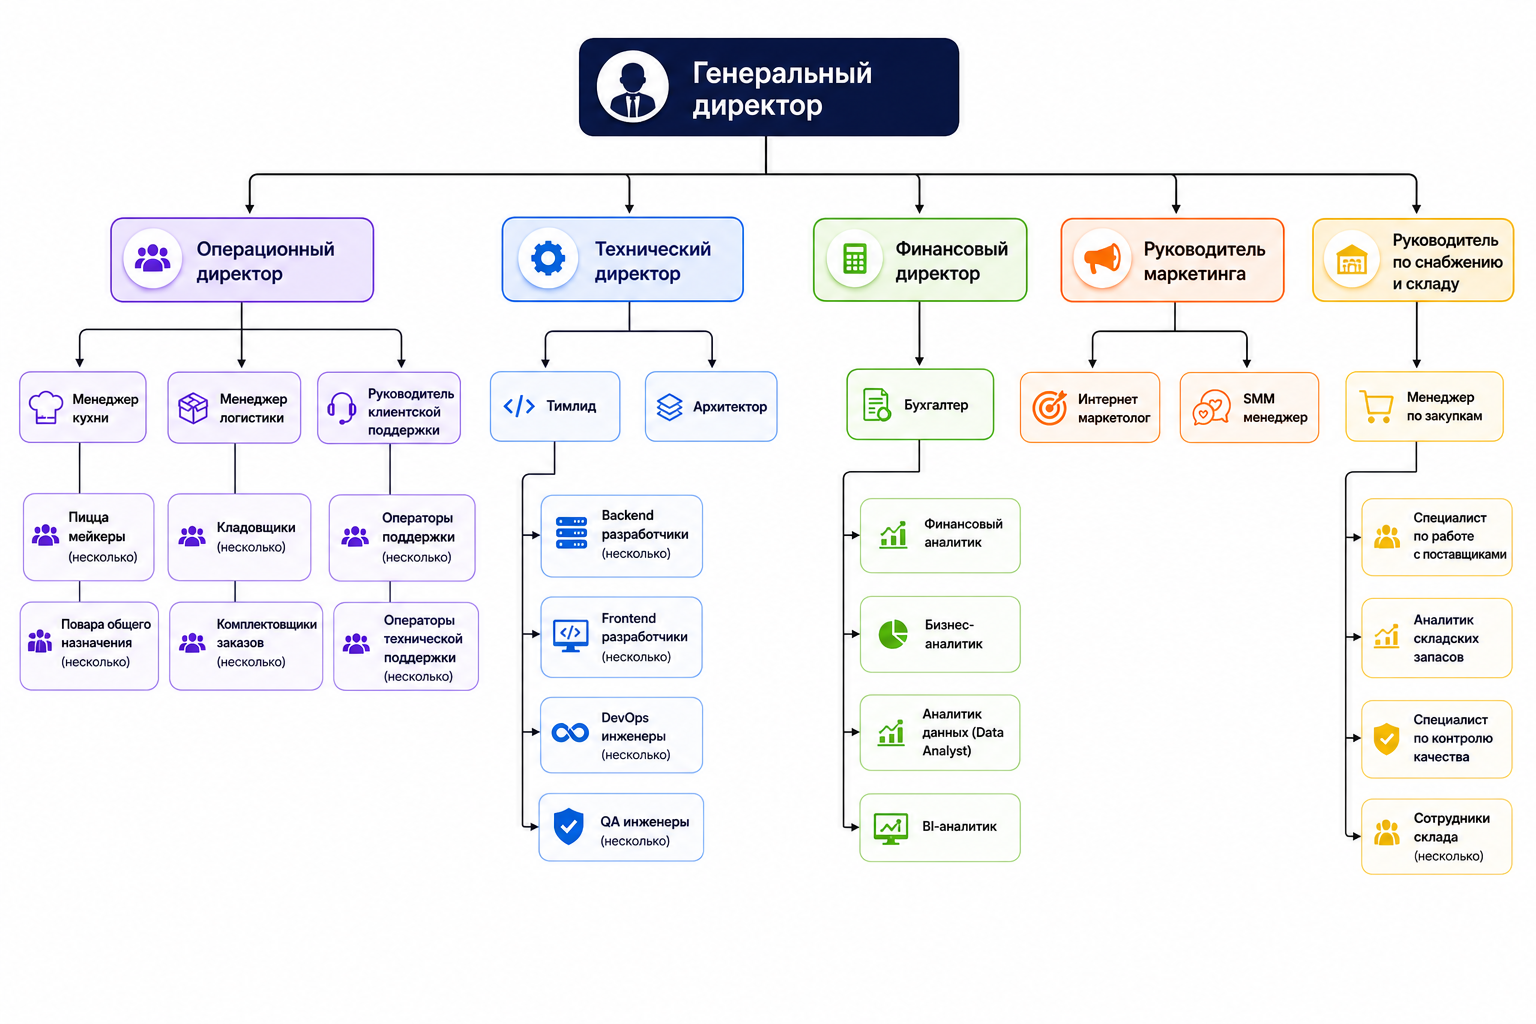 Генеральный
директор
Операционный
директор
Технический
директор
Финансовый
директор
Руководитель
маркетинга
Руководитель
по снабжению
и складу
Менеджер
кухни
Менеджер
логистики
Руководитель
клиентской
поддержки
Тимлид
Архитектор
Бухгалтер
Интернет
маркетолог
SMM
менеджер
Менеджер
по закупкам
Пицца
мейкеры
(несколько)
Кладовщики
(несколько)
Операторы
поддержки
(несколько)
Повара общего
назначения
(несколько)
Комплектовщики
заказов
(несколько)
Операторы
технической
поддержки
(несколько)
Backend
разработчики
(несколько)
Frontend
разработчики
(несколько)
DevOps
инженеры
(несколько)
QA инженеры
(несколько)
Финансовый
аналитик
Бизнес-
аналитик
Аналитик
данных (Data
Analyst)
BI-аналитик
Специалист
по работе
с поставщиками
Аналитик
складских
запасов
Специалист
по контролю
качества
Сотрудники
склада
(несколько)